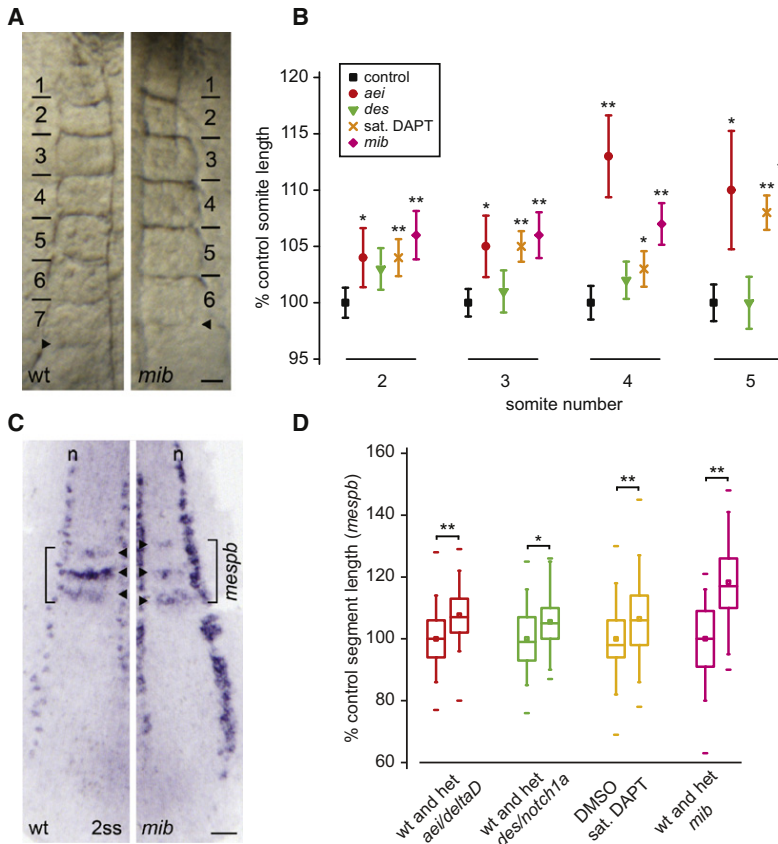 A
1
2
3
4
5
6
7
wt
1
2
3
4
5
6
mib
B
120
115
110
105
100
95
% control somite length
control
aei
des
sat. DAPT
mib
*
**
**
*
**
**
**
*
**
*
**
2
3
4
5
somite number
C
n
n
mespb
wt
2ss
mib
D
160
140
120
100
80
60
% control segment length (mespb)
**
*
**
**
wt and het
aei/deltaD
wt and het
des/notch1a
DMSO
sat. DAPT
wt and het
mib